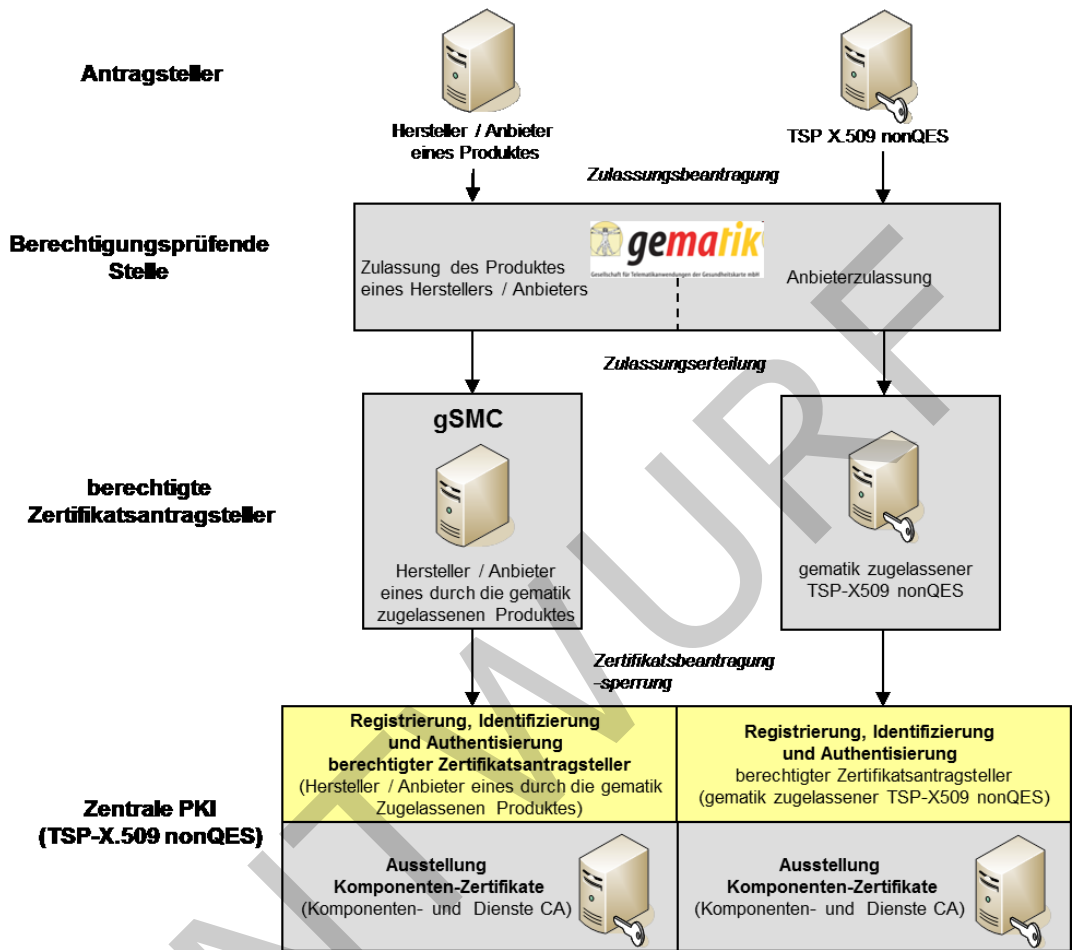 Antragsteller
Hersteller / Anbieter
eines Produktes
TSP X.509 nonQES
Zulassungsbeantragung
Berechtigungsprüfende
Stelle
gematik
Gesellschaft für Telematikanwendungen der Gesundheitskarte mbH
Zulassung des Produktes
eines Herstellers / Anbieters
Anbieterzulassung
Zulassungserteilung
berechtigte
Zertifikatsantragsteller
gSMC
Hersteller / Anbieter
eines durch die gematik
zugelassenen Produktes
gematik zugelassener
TSP-X509 nonQES
Zertifikatsbeantragung
-sperrung
Zentrale PKI
(TSP-X.509 nonQES)
Registrierung, Identifizierung
und Authentisierung
berechtigter Zertifikatsantragsteller
(Hersteller / Anbieter eines durch die gematik
Zugelassenen Produktes)
Registrierung, Identifizierung
und Authentisierung
berechtigter Zertifikatsantragsteller
(gematik zugelassener TSP-X509 nonQES)
Ausstellung
Komponenten-Zertifikate
(Komponenten- und Dienste CA)
Ausstellung
Komponenten-Zertifikate
(Komponenten- und Dienste CA)
NTWURF